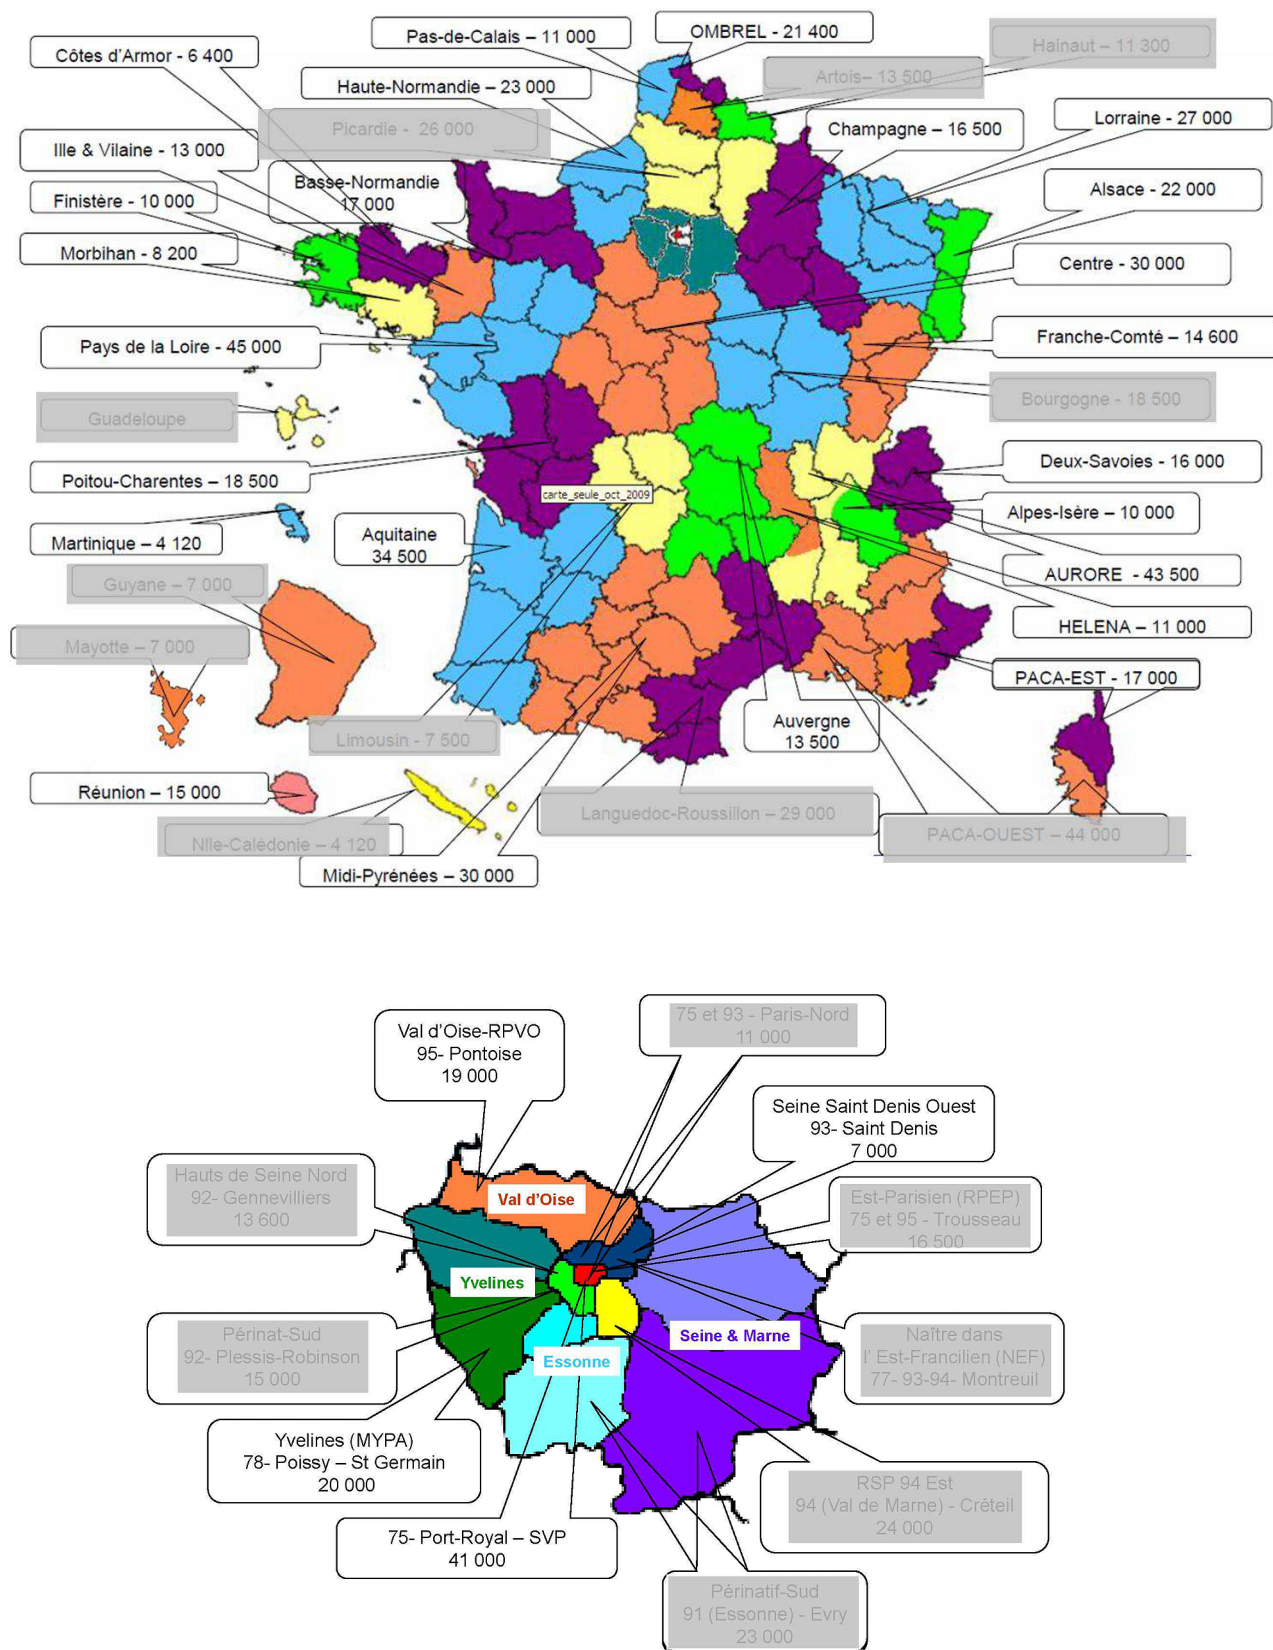 Pas-de-Calais – 11 000
OMBREL - 21 400
Hainaut – 11 300
Côtes d'Armor - 6 400
Haute-Normandie – 23 000
Artois– 13 500
Picardie - 26 000
Champagne – 16 500
Lorraine – 27 000
Ille & Vilaine - 13 000
Basse-Normandie
17 000
Alsace - 22 000
Finistère - 10 000
Morbihan - 8 200
Centre - 30 000
Pays de la Loire - 45 000
Franche-Comté – 14 600
Guadeloupe
Bourgogne - 18 500
Poitou-Charentes – 18 500
carte_seule_oct_2009
Deux-Savoies - 16 000
Martinique – 4 120
Aquitaine
34 500
Alpes-Isère – 10 000
Guyane – 7 000
AURORE - 43 500
HELENA – 11 000
Mayotte – 7 000
PACA-EST - 17 000
Limousin - 7 500
Auvergne
13 500
Réunion – 15 000
Languedoc-Roussillon – 29 000
PACA-OUEST – 44 000
Nlle-Calédonie – 4 120
Midi-Pyrénées – 30 000
75 et 93 - Paris-Nord
11 000
Val d'Oise-RPVO
95- Pontoise
19 000
Seine Saint Denis Ouest
93- Saint Denis
7 000
Hauts de Seine Nord
92- Gennevilliers
13 600
Val d'Oise
Est-Parisien (RPEP)
75 et 95 - Trousseau
16 500
Yvelines
Périnat-Sud
92- Plessis-Robinson
15 000
Seine & Marne
Naître dans
l' Est-Francilien (NEF)
77- 93-94- Montreuil
Essonne
Yvelines (MYPA)
78- Poissy – St Germain
20 000
RSP 94 Est
94 (Val de Marne) - Créteil
24 000
75- Port-Royal – SVP
41 000
Périnatif-Sud
91 (Essonne) - Evry
23 000